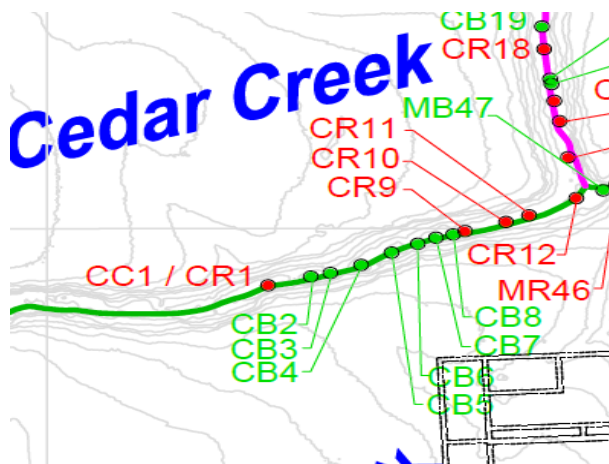 CB19
CR18
Cedar Creek
MB47
CR11
CR10
CR9
CR12
CC1 / CR1
MR46
CB2
CB3
CB4
CB8
CB7
CB6
CB5